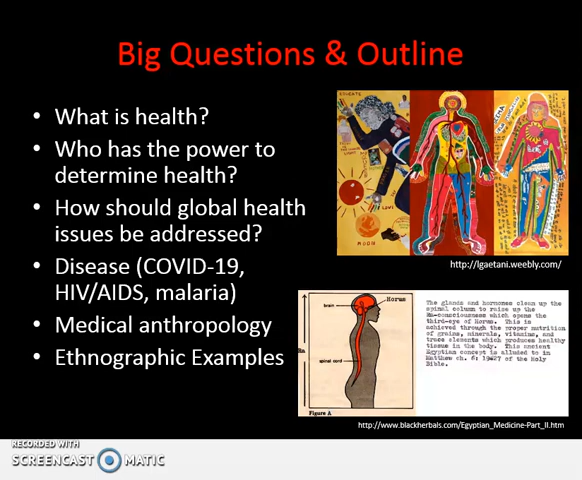 Big Questions & Outline
• What is health?
• Who has the power to
determine health?
• How should global health
issues be addressed?
• Disease (COVID-19,
HIV/AIDS, malaria)
• Medical anthropology
• Ethnographic Examples
EDUCATE
LOVE
MOON
http://lgaetani.weebly.com/
brain
Horus
Ra
spinal cord
Figure A
The glands and hormones clean up the
spinal column to raise up the
Ra-consciousness which opens the
third-eye of Horus. This is
achieved through the proper nutrition
of grains, minerals, vitamins, and
trace elements which produces healthy
tissue in the body. This ancient
Egyptian concept is alluded to in
Matthew ch. 6: 19-27 of the Holy
Bible.
http://www.blackherbals.com/Egyptian_Medicine-Part_II.htm
RECORDED WITH
SCREENCAST MATIC